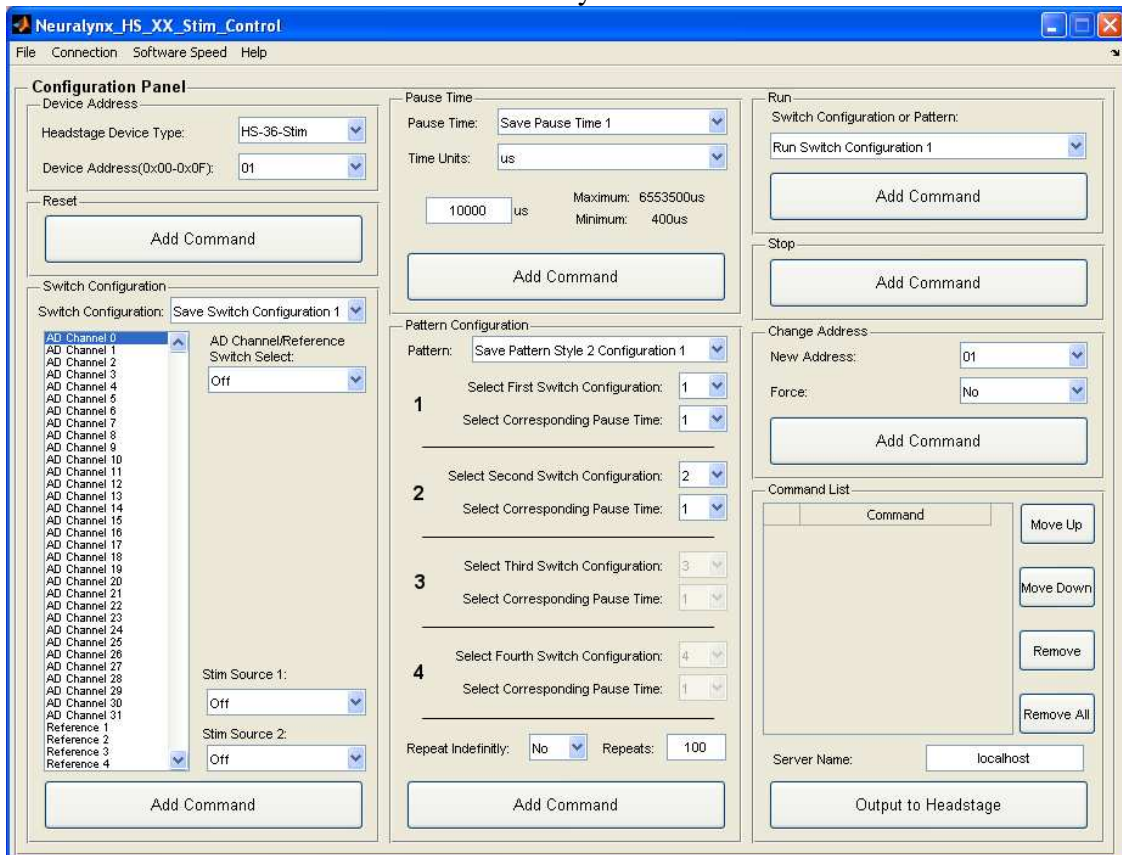 Neuralynx_HS_XX_Stim_Control
File Connection Software Speed Help
Configuration Panel
Device Address
Headstage Device Type: HS-36-Stim
Device Address(0x00-0x0F): 01
Reset
Add Command
Switch Configuration
Switch Configuration: Save Switch Configuration 1
AD Channel 0
AD Channel 1
AD Channel 2
AD Channel 3
AD Channel 4
AD Channel 5
AD Channel 6
AD Channel 7
AD Channel 8
AD Channel 9
AD Channel 10
AD Channel 11
AD Channel 12
AD Channel 13
AD Channel 14
AD Channel 15
AD Channel 16
AD Channel 17
AD Channel 18
AD Channel 19
AD Channel 20
AD Channel 21
AD Channel 22
AD Channel 23
AD Channel 24
AD Channel 25
AD Channel 26
AD Channel 27
AD Channel 28
AD Channel 29
AD Channel 30
AD Channel 31
Reference 1
Reference 2
Reference 3
Reference 4
AD Channel/Reference
Switch Select:
Off
Stim Source 1:
Off
Stim Source 2:
Off
Add Command
Pause Time
Pause Time: Save Pause Time 1
Time Units: us
10000 us
Maximum: 6553500us
Minimum: 400us
Add Command
Pattern Configuration
Pattern: Save Pattern Style 2 Configuration 1
1
Select First Switch Configuration: 1
Select Corresponding Pause Time: 1
2
Select Second Switch Configuration: 2
Select Corresponding Pause Time: 1
3
Select Third Switch Configuration: 3
Select Corresponding Pause Time: 1
4
Select Fourth Switch Configuration: 4
Select Corresponding Pause Time: 1
Repeat Indefinitly: No Repeats: 100
Add Command
Run
Switch Configuration or Pattern:
Run Switch Configuration 1
Add Command
Stop
Add Command
Change Address
New Address: 01
Force: No
Add Command
Command List
Command
Move Up
Move Down
Remove
Remove All
Server Name: localhost
Output to Headstage